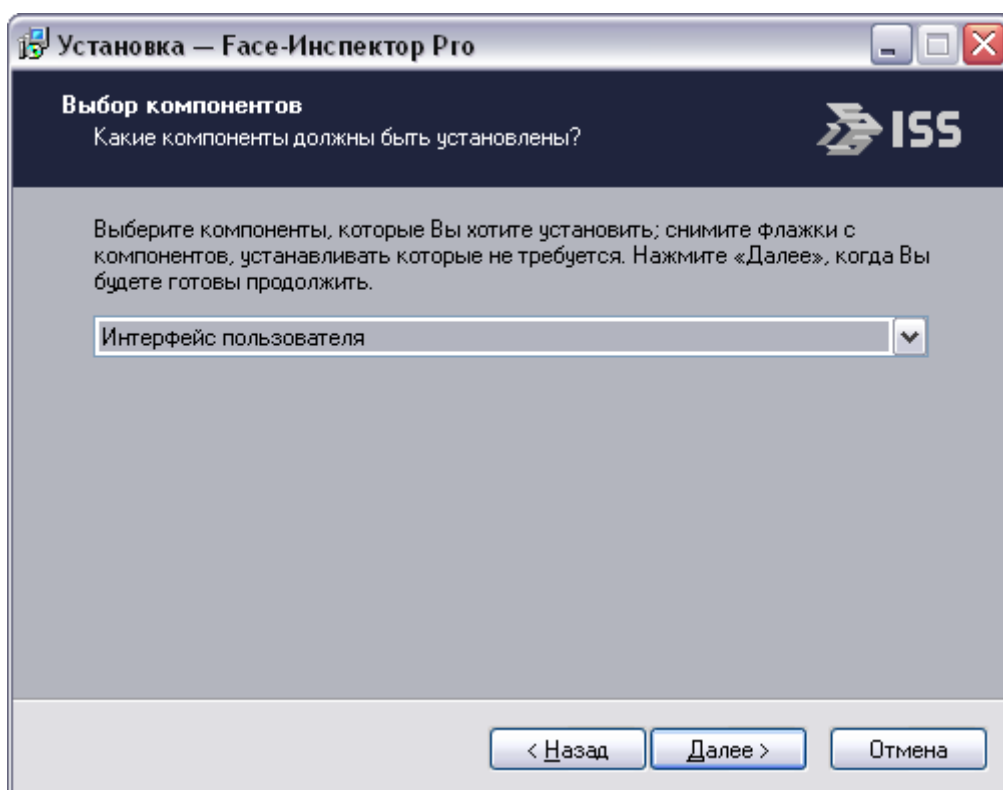 Установка — Face-Инспектор Pro
Выбор компонентов
Какие компоненты должны быть установлены?
ISS
Выберите компоненты, которые Вы хотите установить; снимите флажки с
компонентов, устанавливать которые не требуется. Нажмите «Далее», когда Вы
будете готовы продолжить.
Интерфейс пользователя
< Назад
Далее >
Отмена